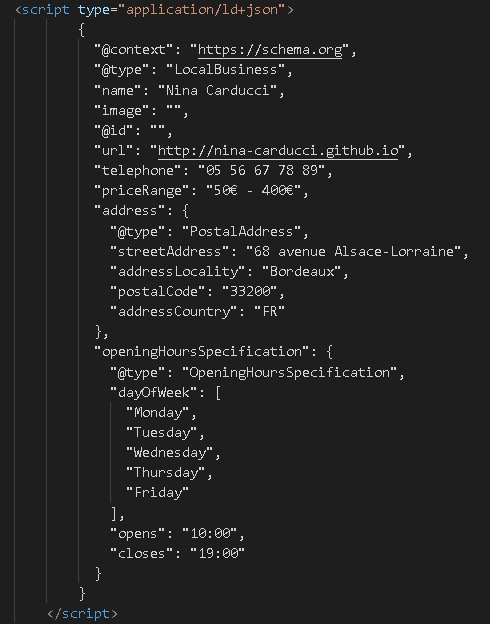 <script type="application/ld+json">
{
"@context": "https://schema.org",
"@type": "LocalBusiness",
"name": "Nina Carducci",
"image": "",
"@id": "",
"url": "http://nina-carducci.github.io",
"telephone": "05 56 67 78 89",
"priceRange": "50€ - 400€",
"address": {
"@type": "PostalAddress",
"streetAddress": "68 avenue Alsace-Lorraine",
"addressLocality": "Bordeaux",
"postalCode": "33200",
"addressCountry": "FR"
},
"openingHoursSpecification": {
"@type": "OpeningHoursSpecification",
"dayOfWeek": [
"Monday",
"Tuesday",
"Wednesday",
"Thursday",
"Friday"
],
"opens": "10:00",
"closes": "19:00"
}
}
</script>